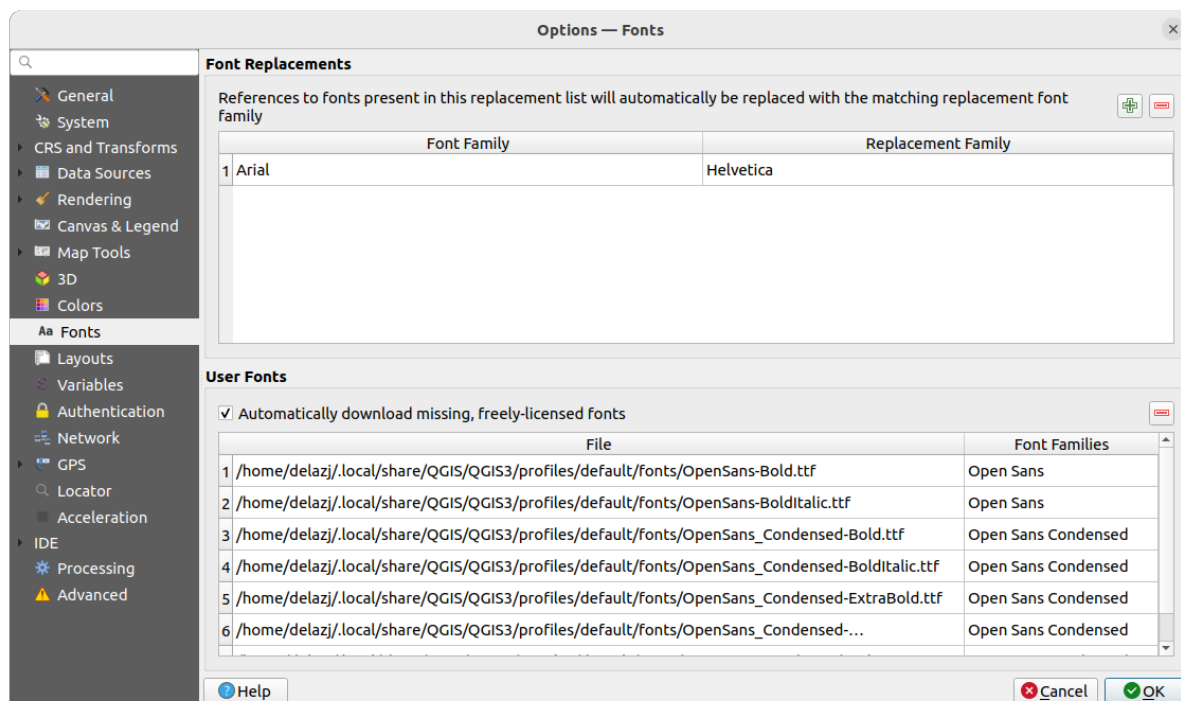 Options — Fonts
General
System
CRS and Transforms
Data Sources
Rendering
Canvas & Legend
Map Tools
3D
Colors
Aa Fonts
Layouts
Variables
Authentication
Network
GPS
Locator
Acceleration
IDE
Processing
Advanced
Font Replacements
References to fonts present in this replacement list will automatically be replaced with the matching replacement font
family
Font Family Replacement Family
1 Arial Helvetica
User Fonts
Automatically download missing, freely-licensed fonts
File Font Families
1 /home/delazj/.local/share/QGIS/QGIS3/profiles/default/fonts/OpenSans-Bold.ttf Open Sans
2 /home/delazj/.local/share/QGIS/QGIS3/profiles/default/fonts/OpenSans-BoldItalic.ttf Open Sans
3 /home/delazj/.local/share/QGIS/QGIS3/profiles/default/fonts/OpenSans_Condensed-Bold.ttf Open Sans Condensed
4 /home/delazj/.local/share/QGIS/QGIS3/profiles/default/fonts/OpenSans_Condensed-BoldItalic.ttf Open Sans Condensed
5 /home/delazj/.local/share/QGIS/QGIS3/profiles/default/fonts/OpenSans_Condensed-ExtraBold.ttf Open Sans Condensed
6 /home/delazj/.local/share/QGIS/QGIS3/profiles/default/fonts/OpenSans_Condensed-... Open Sans Condensed
Help Cancel OK